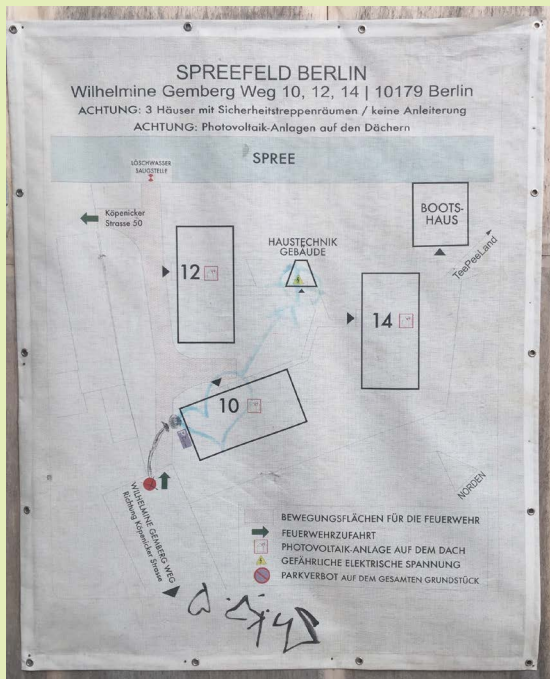 SPREEFELD BERLIN
Wilhelmine Gemberg Weg 10, 12, 14 | 10179 Berlin
ACHTUNG: 3 Häuser mit Sicherheitstreppenräumen / keine Anleiterung
ACHTUNG: Photovoltaik-Anlagen auf den Dächern
SPREE
LÖSCHWASSER
SAUGSTELLE
Köpenicker
Strasse 50
BOOTS-
HAUS
HAUSTECHNIK
GEBÄUDE
TeePeeLand
12
14
10
WILHELMINE GEMBERG WEG
Richtung Köpenicker Strasse
NORDEN
BEWEGUNGSFLÄCHEN FÜR DIE FEUERWEHR
FEUERWEHRZUFAHRT
PHOTOVOLTAIK-ANLAGE AUF DEM DACH
GEFÄHRLICHE ELEKTRISCHE SPANNUNG
PARKVERBOT AUF DEM GESAMTEN GRUNDSTÜCK